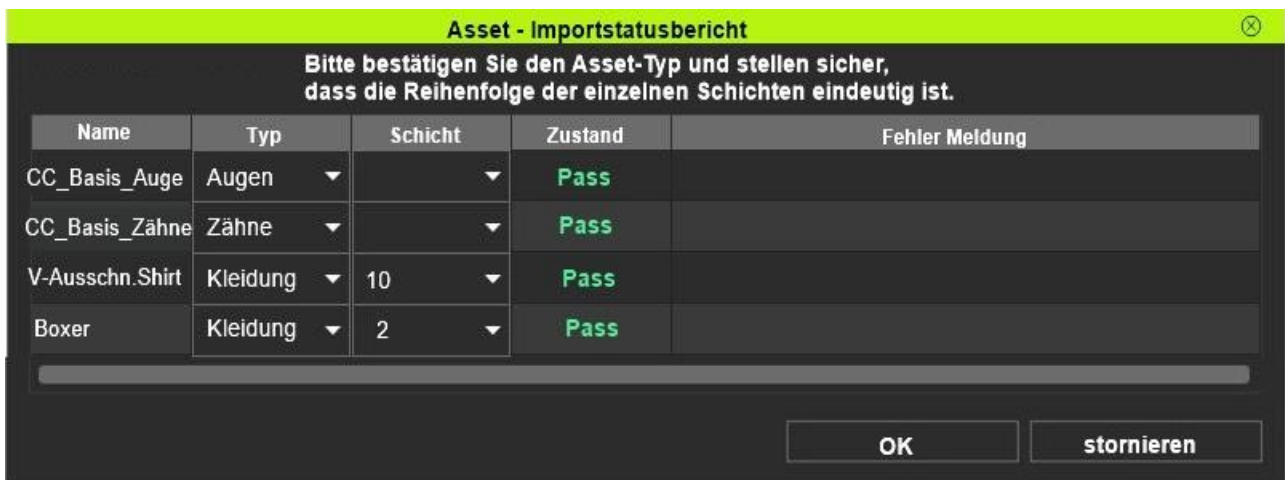 Asset - Importstatusbericht
Bitte bestätigen Sie den Asset-Typ und stellen sicher,
dass die Reihenfolge der einzelnen Schichten eindeutig ist.
Name Typ Schicht Zustand Fehler Meldung
CC_Basis_Auge Augen Pass
CC_Basis_Zähne Zähne Pass
V-Ausschn.Shirt Kleidung 10 Pass
Boxer Kleidung 2 Pass
OK stornieren